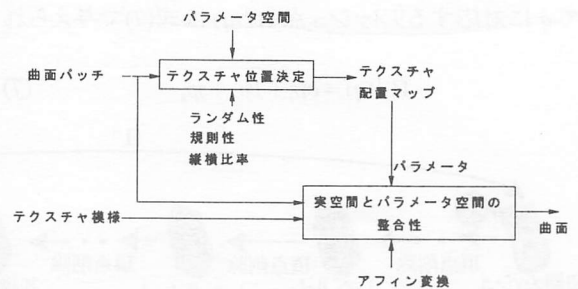 パラメータ空間
曲面パッチ
テクスチャ位置決定
テクスチャ
配置マップ
ランダム性
規則性
縦横比率
パラメータ
テクスチャ模様
実空間とパラメータ空間の
整合性
曲面
アフィン変換